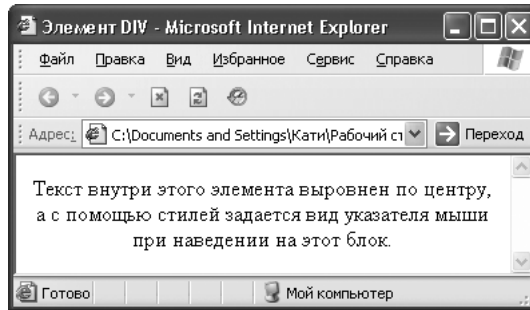 Элемент DIV - Microsoft Internet Explorer
Файл Правка Вид Избранное Сервис Справка
Адрес: C:\Documents and Settings\Кати\Рабочий ст Переход
Текст внутри этого элемента выровнен по центру,
а с помощью стилей задается вид указателя мыши
при наведении на этот блок.
Готово Мой компьютер